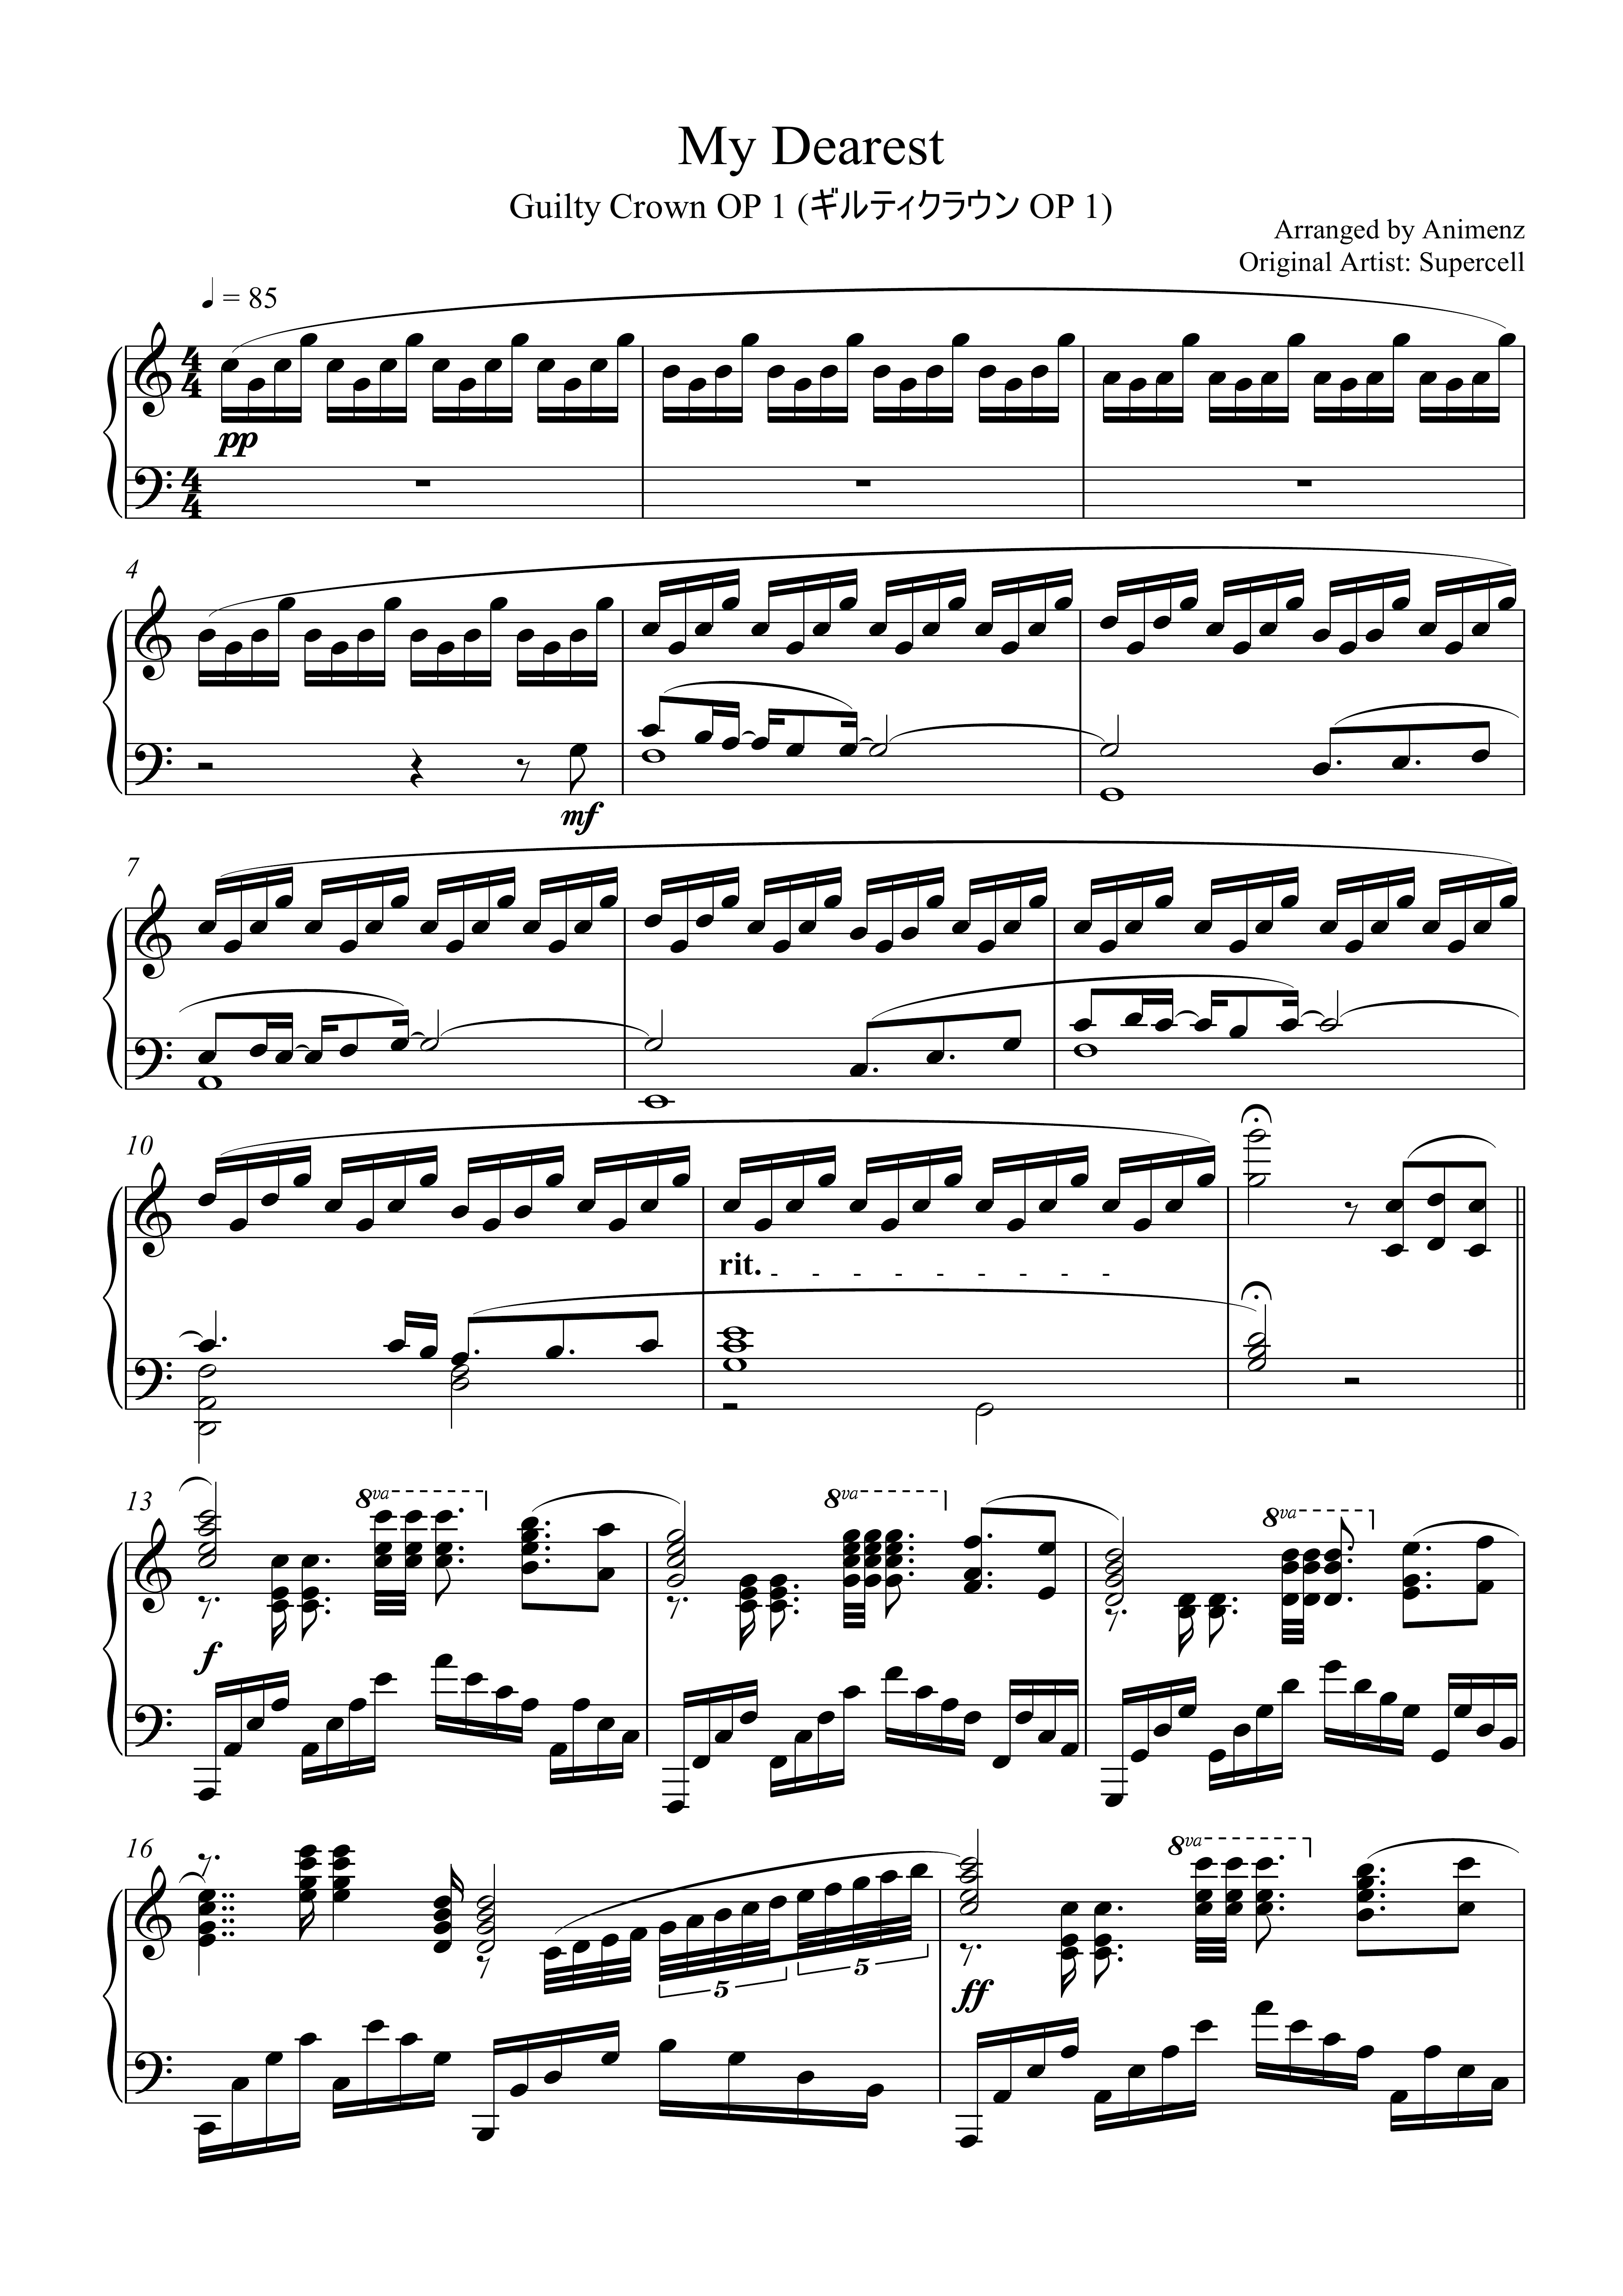 My Dearest
Guilty Crown OP 1 (ギルティクラウン OP 1)
Arranged by Animenz
Original Artist: Supercell
= 85
4
4
pp
4
4
4
mf
7
10
rit.
13
8va
8va
8va
f
16
8va
5
5
ff